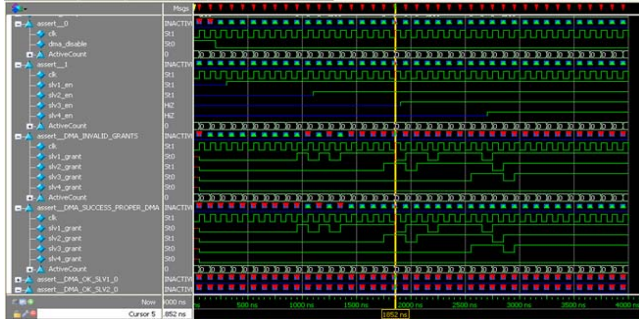 Msgs
assert__0 INACTIVE
clk St1
dma_disable St0
ActiveCount 0
assert__1 INACTIVE
clk St1
slv1_en St1
slv2_en St1
slv3_en HiZ
slv4_en HiZ
ActiveCount 0
assert__DMA_INVALID_GRANTS INACTIVE
clk St1
slv1_grant St0
slv2_grant St1
slv3_grant St0
slv4_grant St0
ActiveCount 0
assert__DMA_SUCCESS_PROPER_DMA INACTIVE
clk St1
slv1_grant St0
slv2_grant St1
slv3_grant St0
slv4_grant St0
ActiveCount 0
assert__DMA_OK_SLV1_0 INACTIVE
assert__DMA_OK_SLV2_0 INACTIVE
Now 4000 ns ns 500 ns 1000 ns 1500 ns 2000 ns 2500 ns 3000 ns 3500 ns 4000 n
Cursor 5 1852 ns 1852 ns